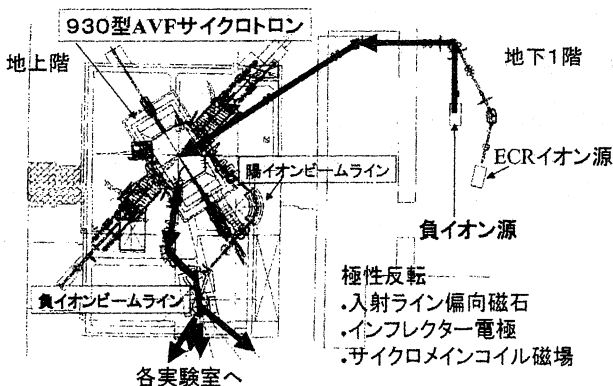 930型AVFサイクロトロン
地上階
地下1階
陽イオンビームライン
ECRイオン源
負イオン源
負イオンビームライン
極性反転
.入射ライン偏向磁石
.インフレクター電極
.サイクロメインコイル磁場
各実験室へ